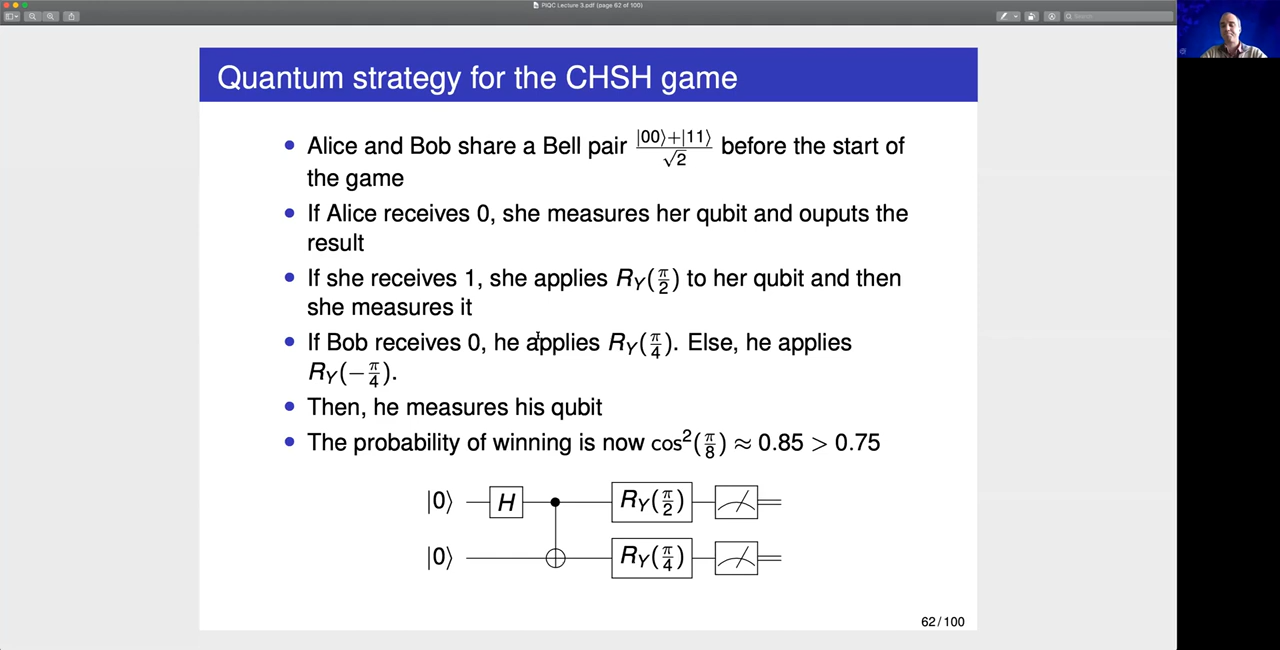 PIQC Lecture 3.pdf (page 62 of 100)
Search
Quantum strategy for the CHSH game
• Alice and Bob share a Bell pair |00⟩+|11⟩/√2 before the start of
the game
• If Alice receives 0, she measures her qubit and ouputs the
result
• If she receives 1, she applies R_Y(π/2) to her qubit and then
she measures it
• If Bob receives 0, he applies R_Y(π/4). Else, he applies
R_Y(−π/4).
• Then, he measures his qubit
• The probability of winning is now cos²(π/8) ≈ 0.85 > 0.75
|0⟩ H R_Y(π/2)
|0⟩ R_Y(π/4)
62/100